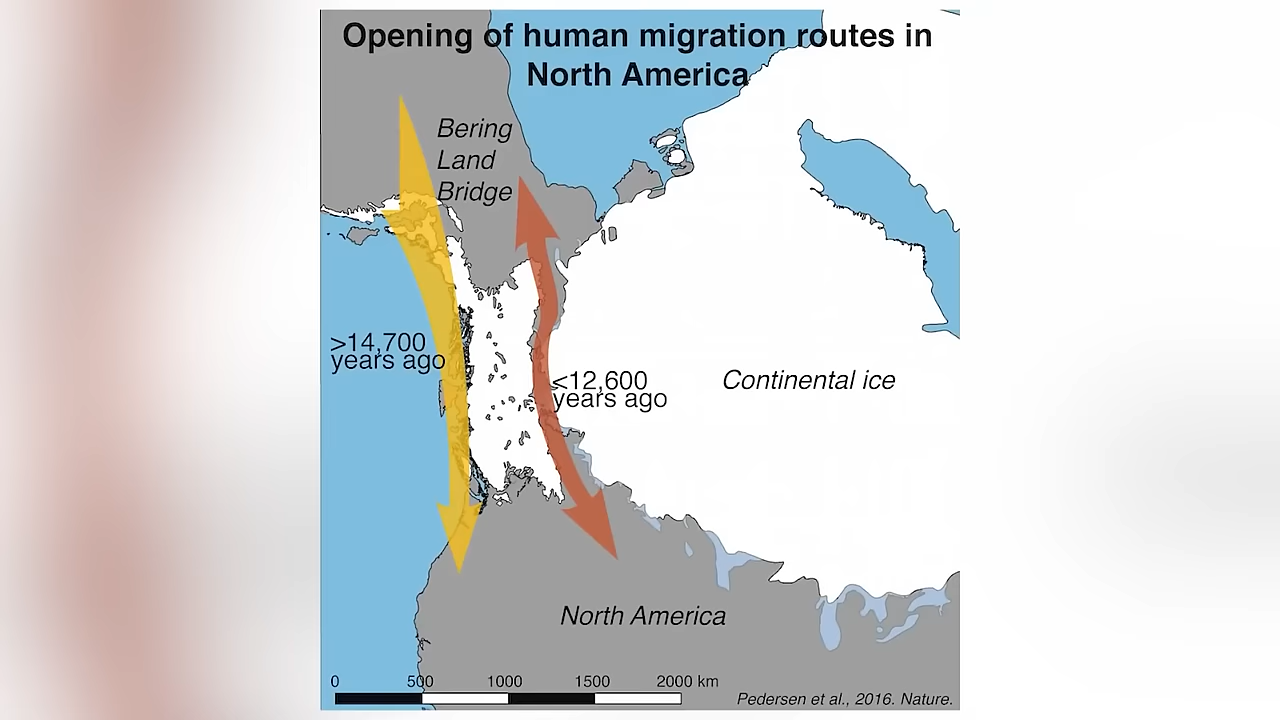 Opening of human migration routes in
North America
Bering
Land
Bridge
>14,700
years ago
<12,600
years ago
Continental ice
North America
0 500 1000 1500 2000 km
Pedersen et al., 2016. Nature.